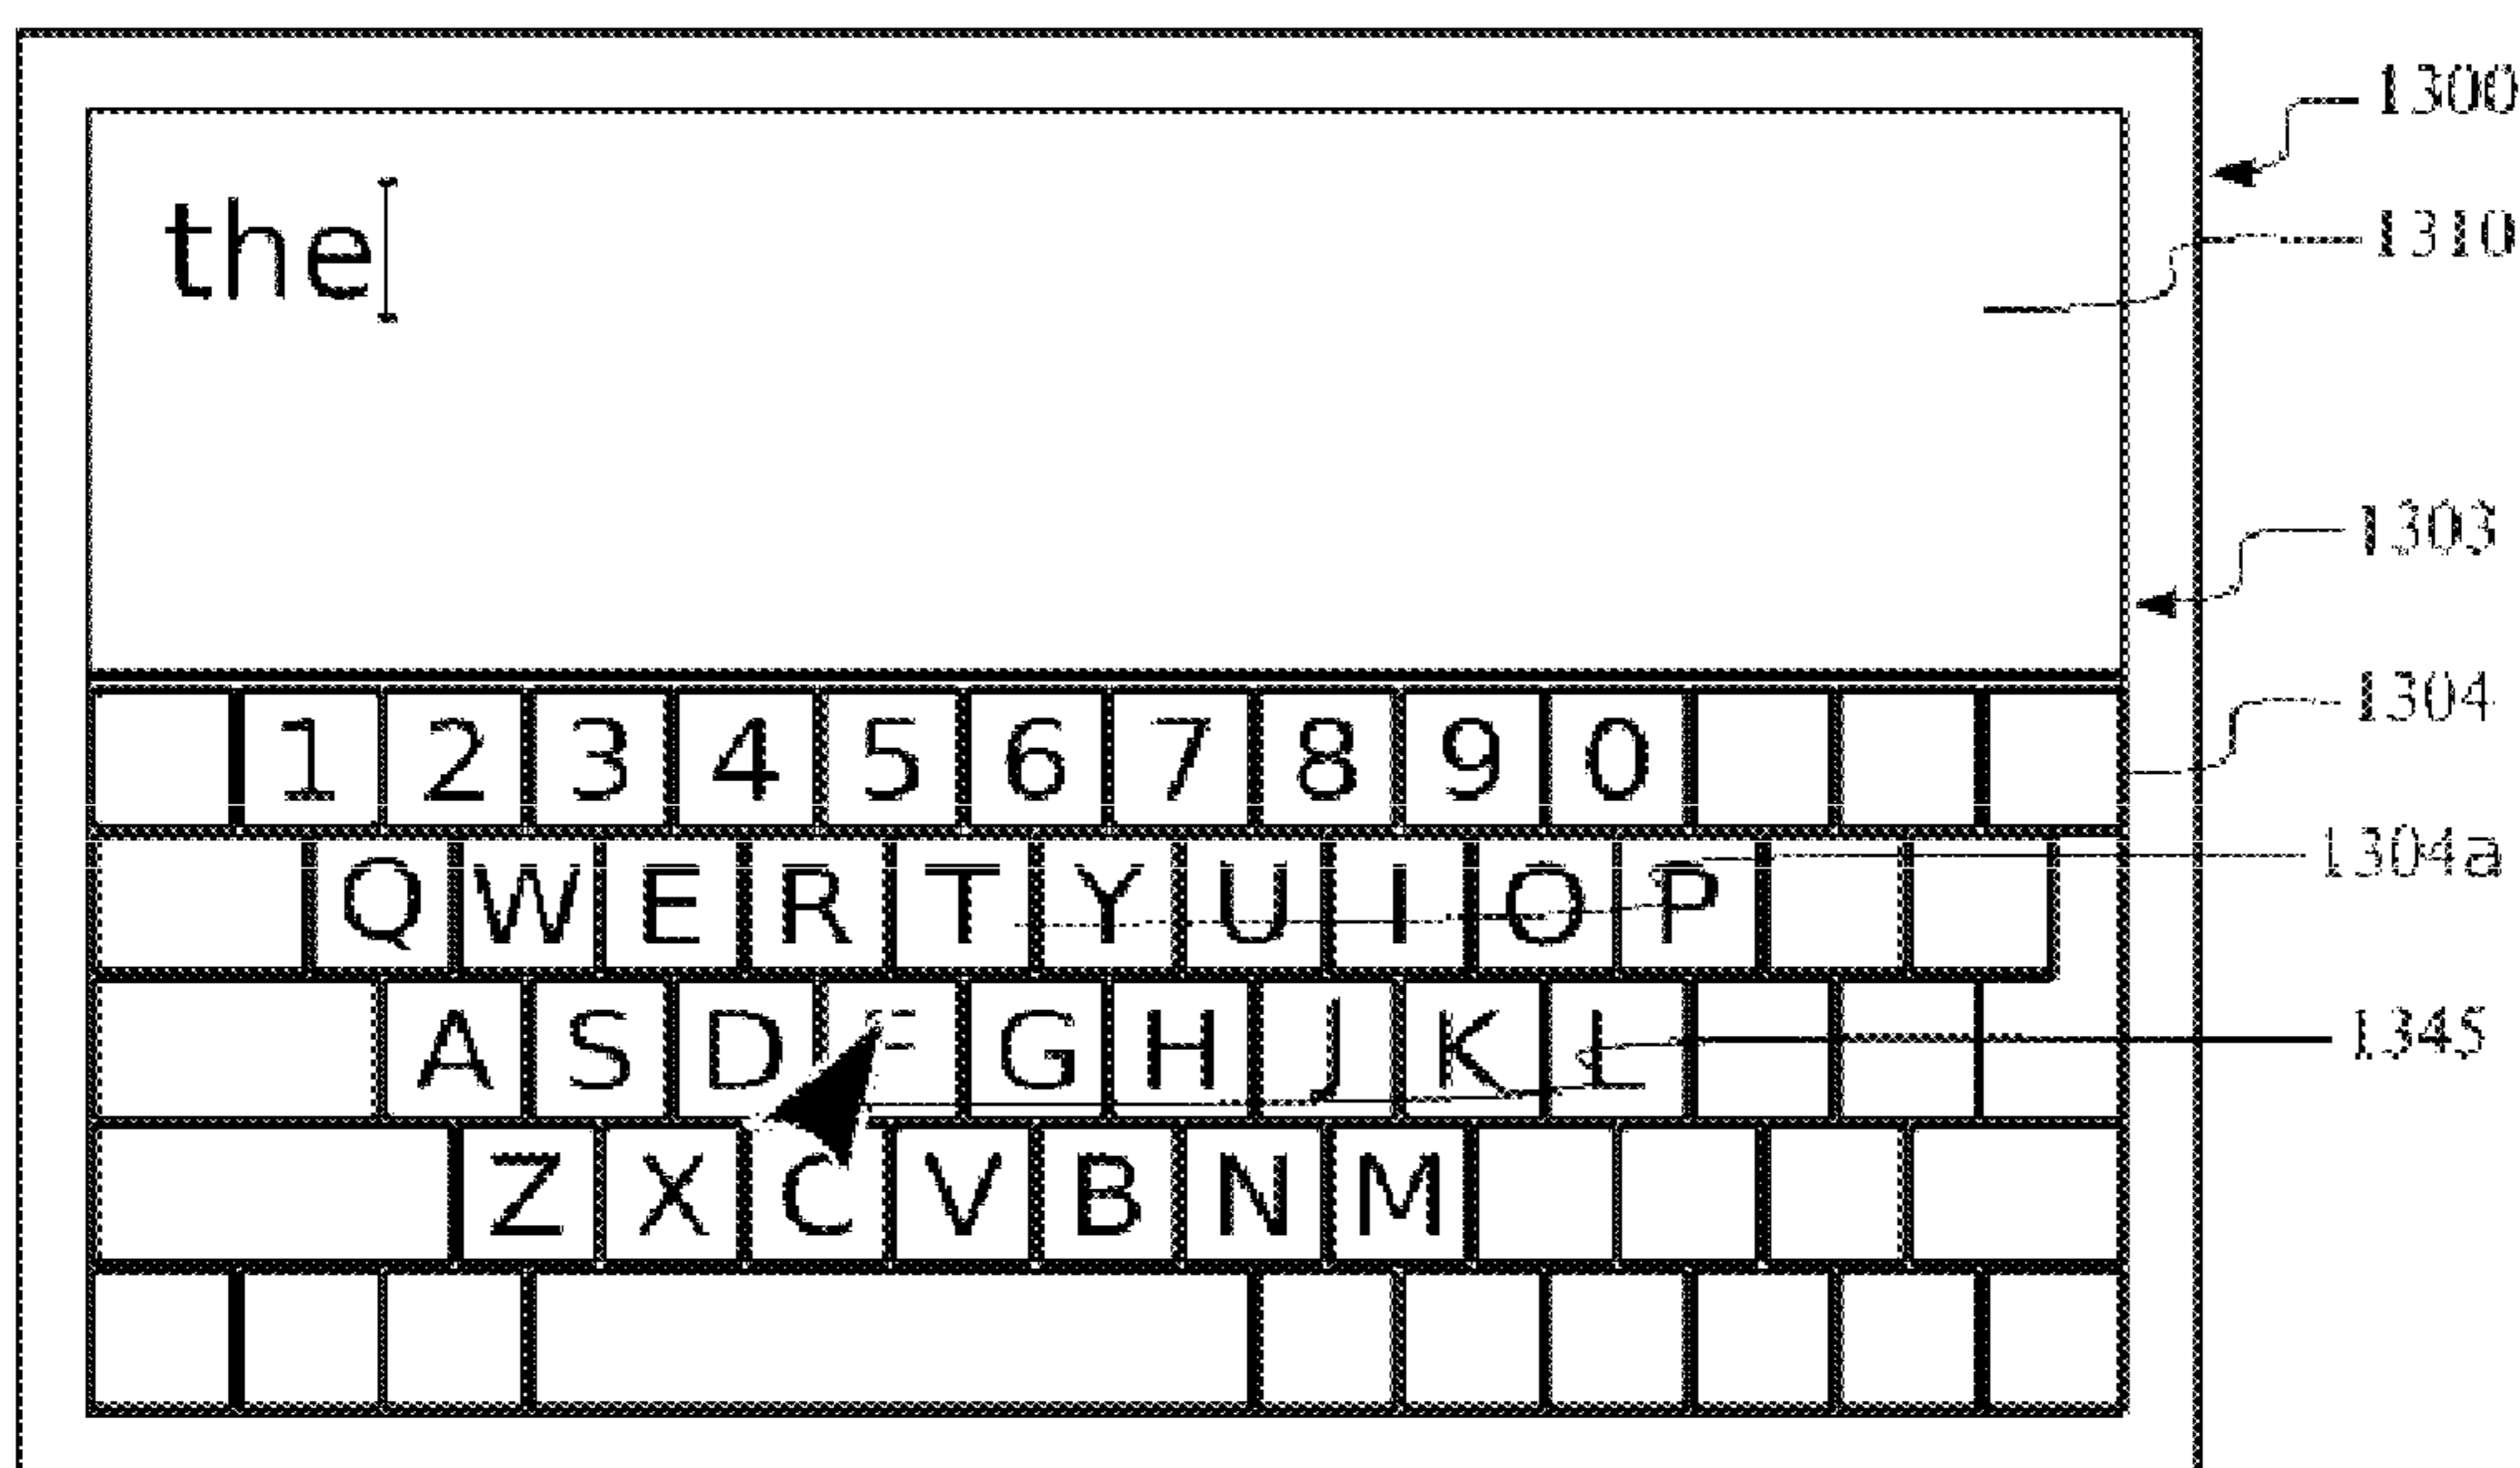 1300
the
1310
1303
1304
1 2 3 4 5 6 7 8 9 0
1304a
Q W E R T Y U I O P
A S D F G H J K L
1345
Z X C V B N M